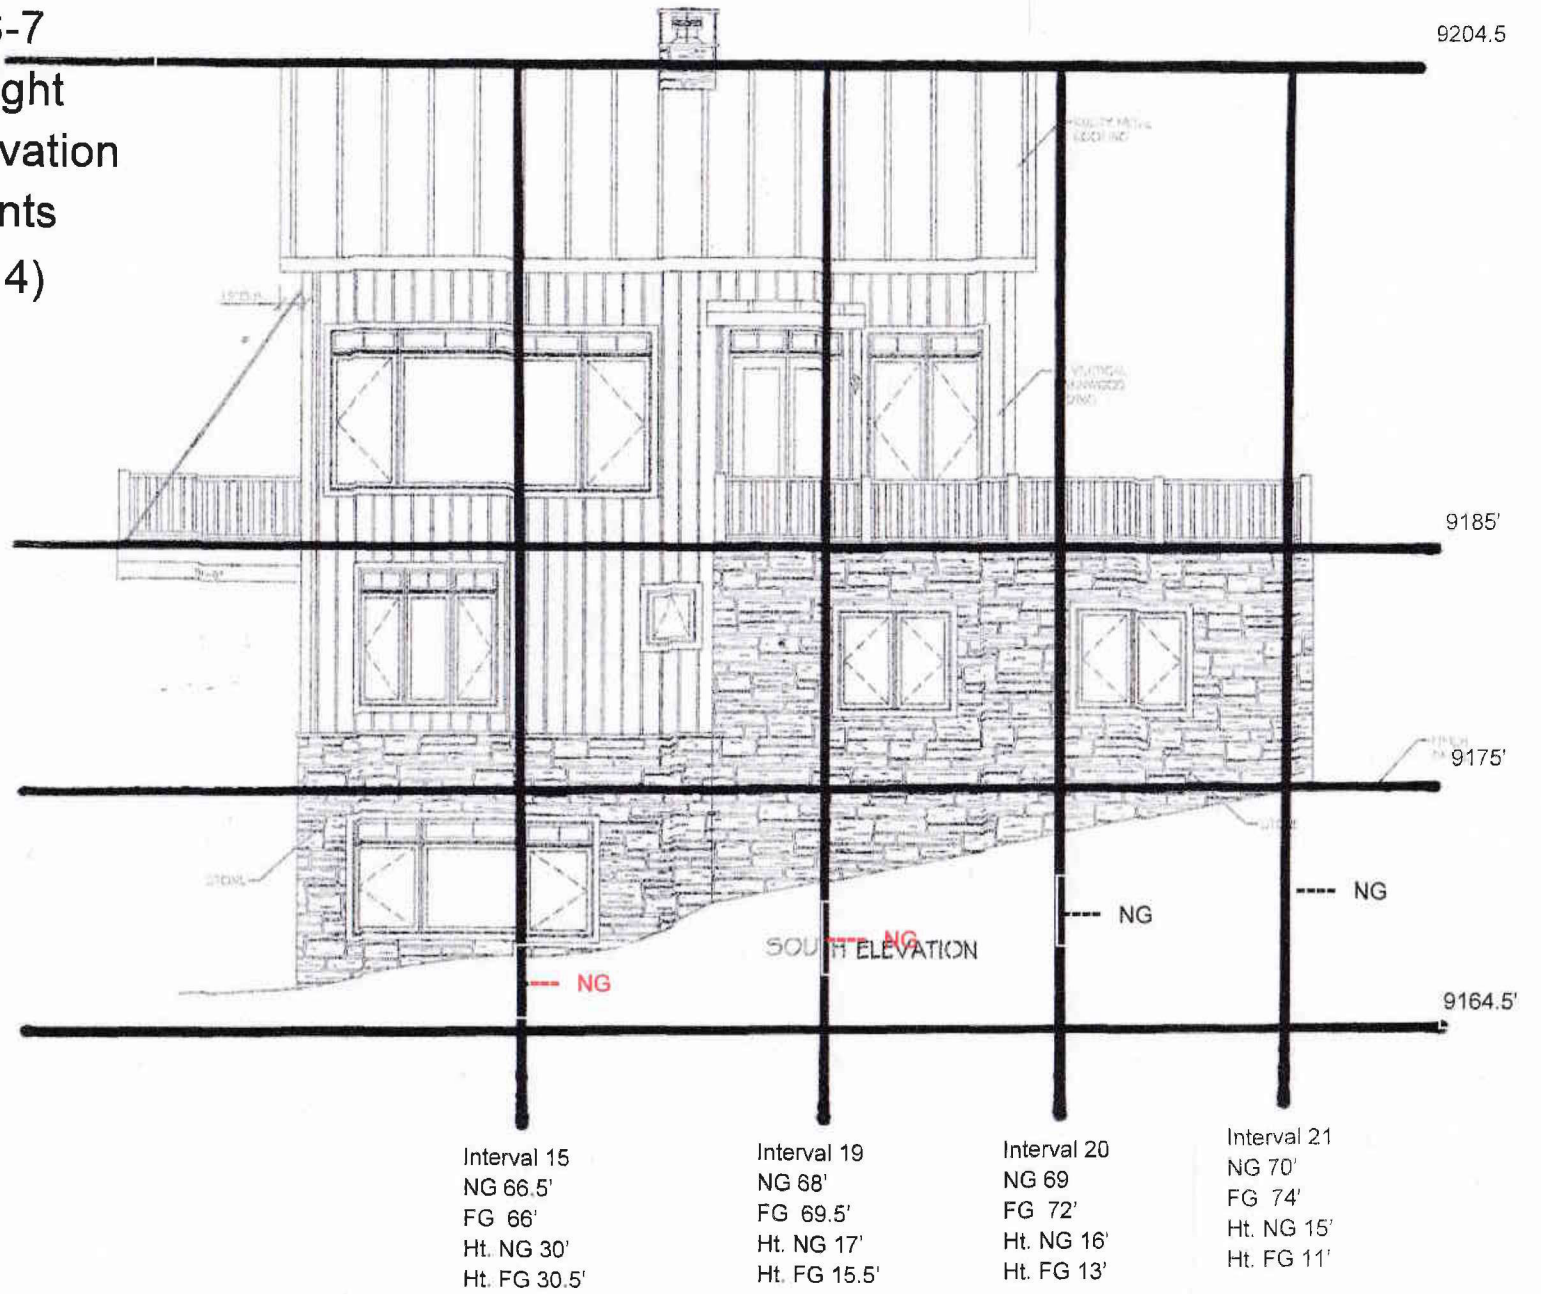 -7
ght
9204.5
vation
nts
4)
9185'
9175'
STONE
NG
NG
SOUTH ELEVATION
NG
NG
9164.5'
Interval 15
NG 66.5'
FG 66'
Ht. NG 30'
Ht. FG 30.5'
Interval 19
NG 68'
FG 69.5'
Ht. NG 17'
Ht. FG 15.5'
Interval 20
NG 69
FG 72'
Ht. NG 16'
Ht. FG 13'
Interval 21
NG 70'
FG 74'
Ht. NG 15'
Ht. FG 11'